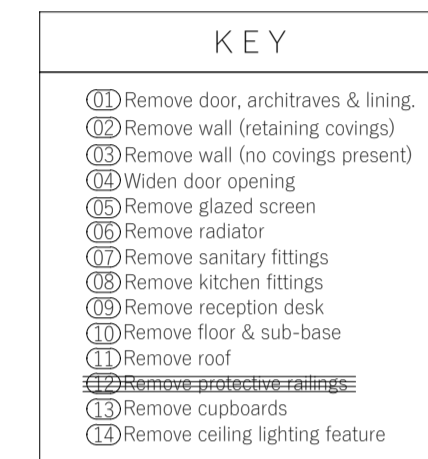 KEY
01 Remove door, architraves & lining.
02 Remove wall (retaining covings)
03 Remove wall (no covings present)
04 Widen door opening
05 Remove glazed screen
06 Remove radiator
07 Remove sanitary fittings
08 Remove kitchen fittings
09 Remove reception desk
10 Remove floor & sub-base
11 Remove roof
12 Remove protective railings
13 Remove cupboards
14 Remove ceiling lighting feature